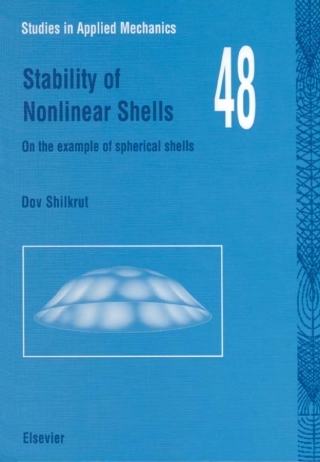 Studies in Applied Mechanics
48
Stability of
Nonlinear Shells
On the example of spherical shells
Dov Shilkrut
Elsevier